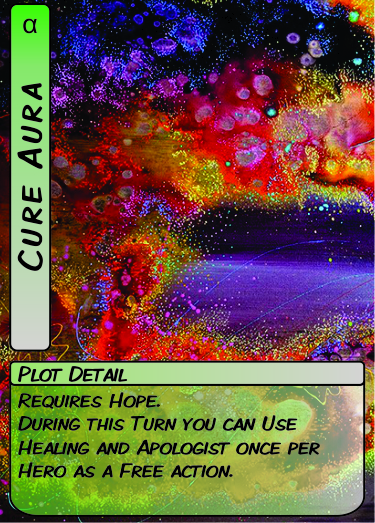 α
Cure Aura
Plot Detail
Requires Hope.
During this Turn you can Use
Healing and Apologist once per
Hero as a Free action.